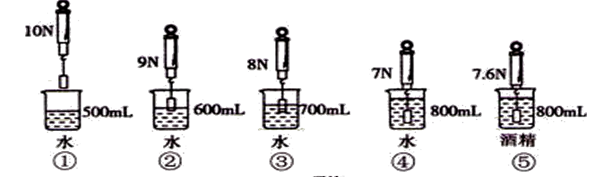 10N 9N 8N 7N 7.6N
500mL 600mL 700mL 800mL 800mL
水 水 水 水 酒精
① ② ③ ④ ⑤